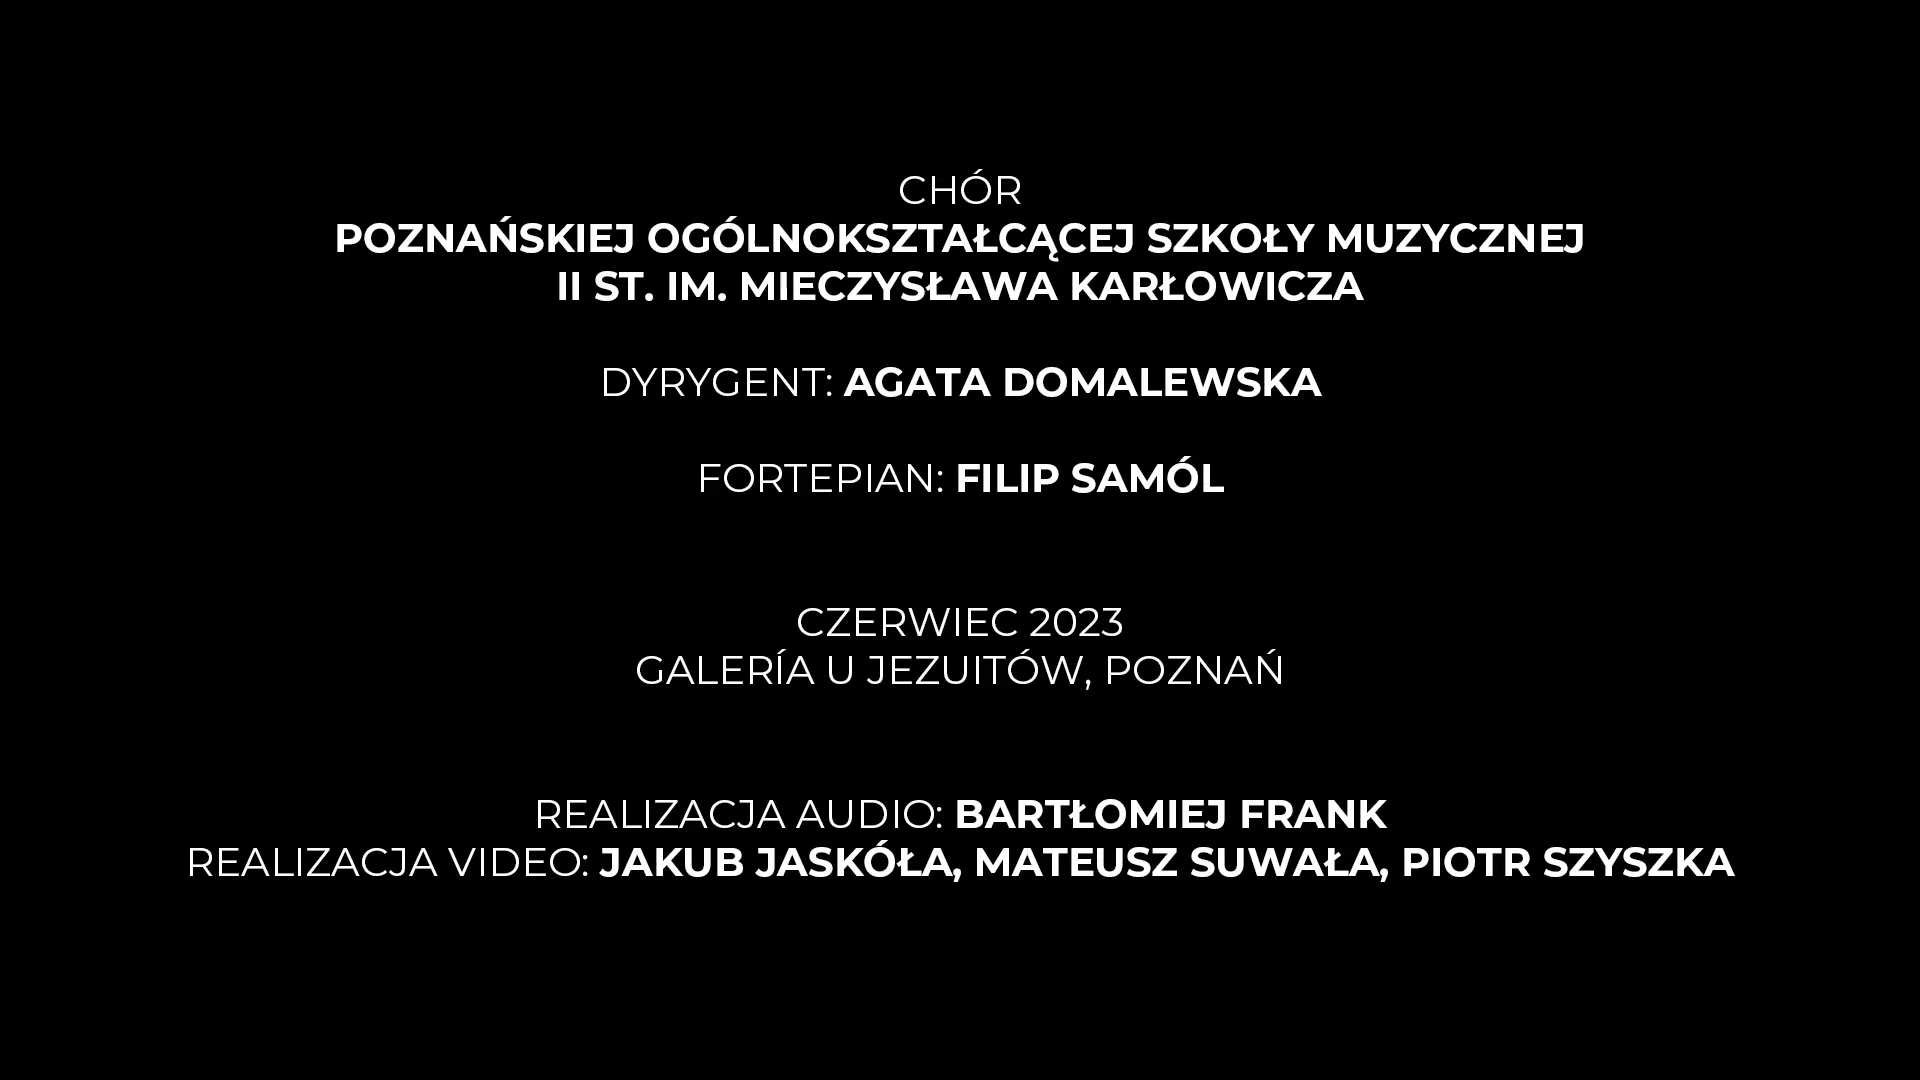 CHÓR
POZNAŃSKIEJ OGÓLNOKSZTAŁCĄCEJ SZKOŁY MUZYCZNEJ
II ST. IM. MIECZYSŁAWA KARŁOWICZA
DYRYGENT: AGATA DOMALEWSKA
FORTEPIAN: FILIP SAMÓL
CZERWIEC 2023
GALERÍA U JEZUITÓW, POZNAŃ
REALIZACJA AUDIO: BARTŁOMIEJ FRANK
REALIZACJA VIDEO: JAKUB JASKÓŁA, MATEUSZ SUWAŁA, PIOTR SZYSZKA